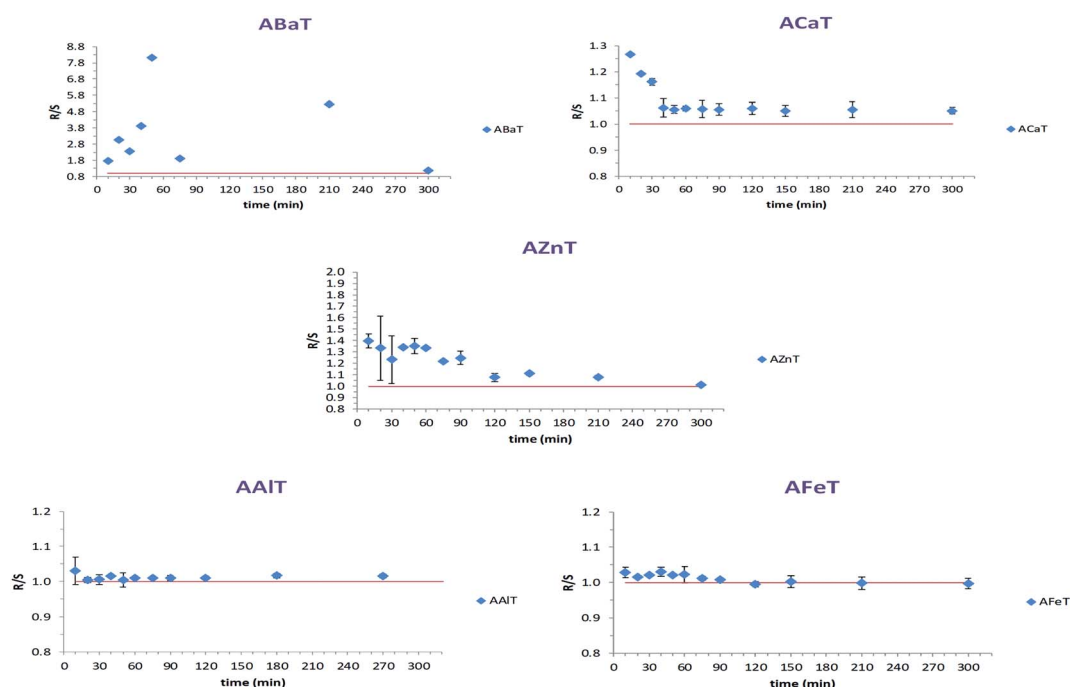 ABaT
8.8
7.8
6.8
5.8
4.8
3.8
2.8
1.8
0.8
R/S
0 30 60 90 120 150 180 210 240 270 300
time (min)
ABaT
ACaT
1.3
1.2
1.1
1.0
0.9
0.8
R/S
0 30 60 90 120 150 180 210 240 270 300
time (min)
ACaT
AZnT
2.0
1.9
1.8
1.7
1.6
1.5
1.4
1.3
1.2
1.1
1.0
0.9
0.8
R/S
0 30 60 90 120 150 180 210 240 270 300
time (min)
AZnT
AAlT
1.2
1.1
1.0
0.9
0.8
R/S
0 30 60 90 120 150 180 210 240 270 300
time (min)
AAlT
AFeT
1.2
1.1
1.0
0.9
0.8
R/S
0 30 60 90 120 150 180 210 240 270 300
time (min)
AFeT